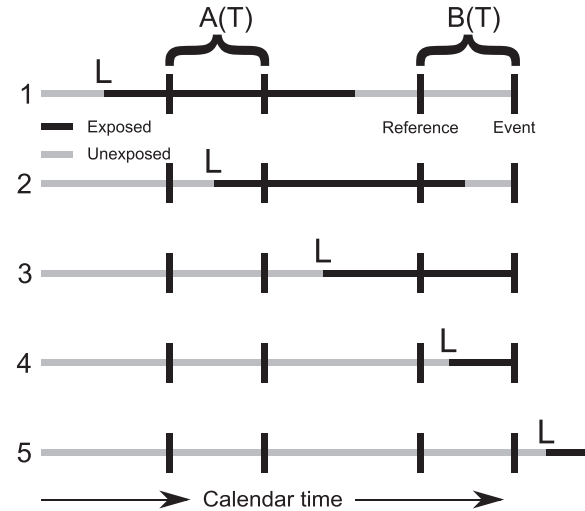 A(T) B(T)
L
1
Exposed
Reference Event
Unexposed
L
2
L
3
L
4
L
5
Calendar time